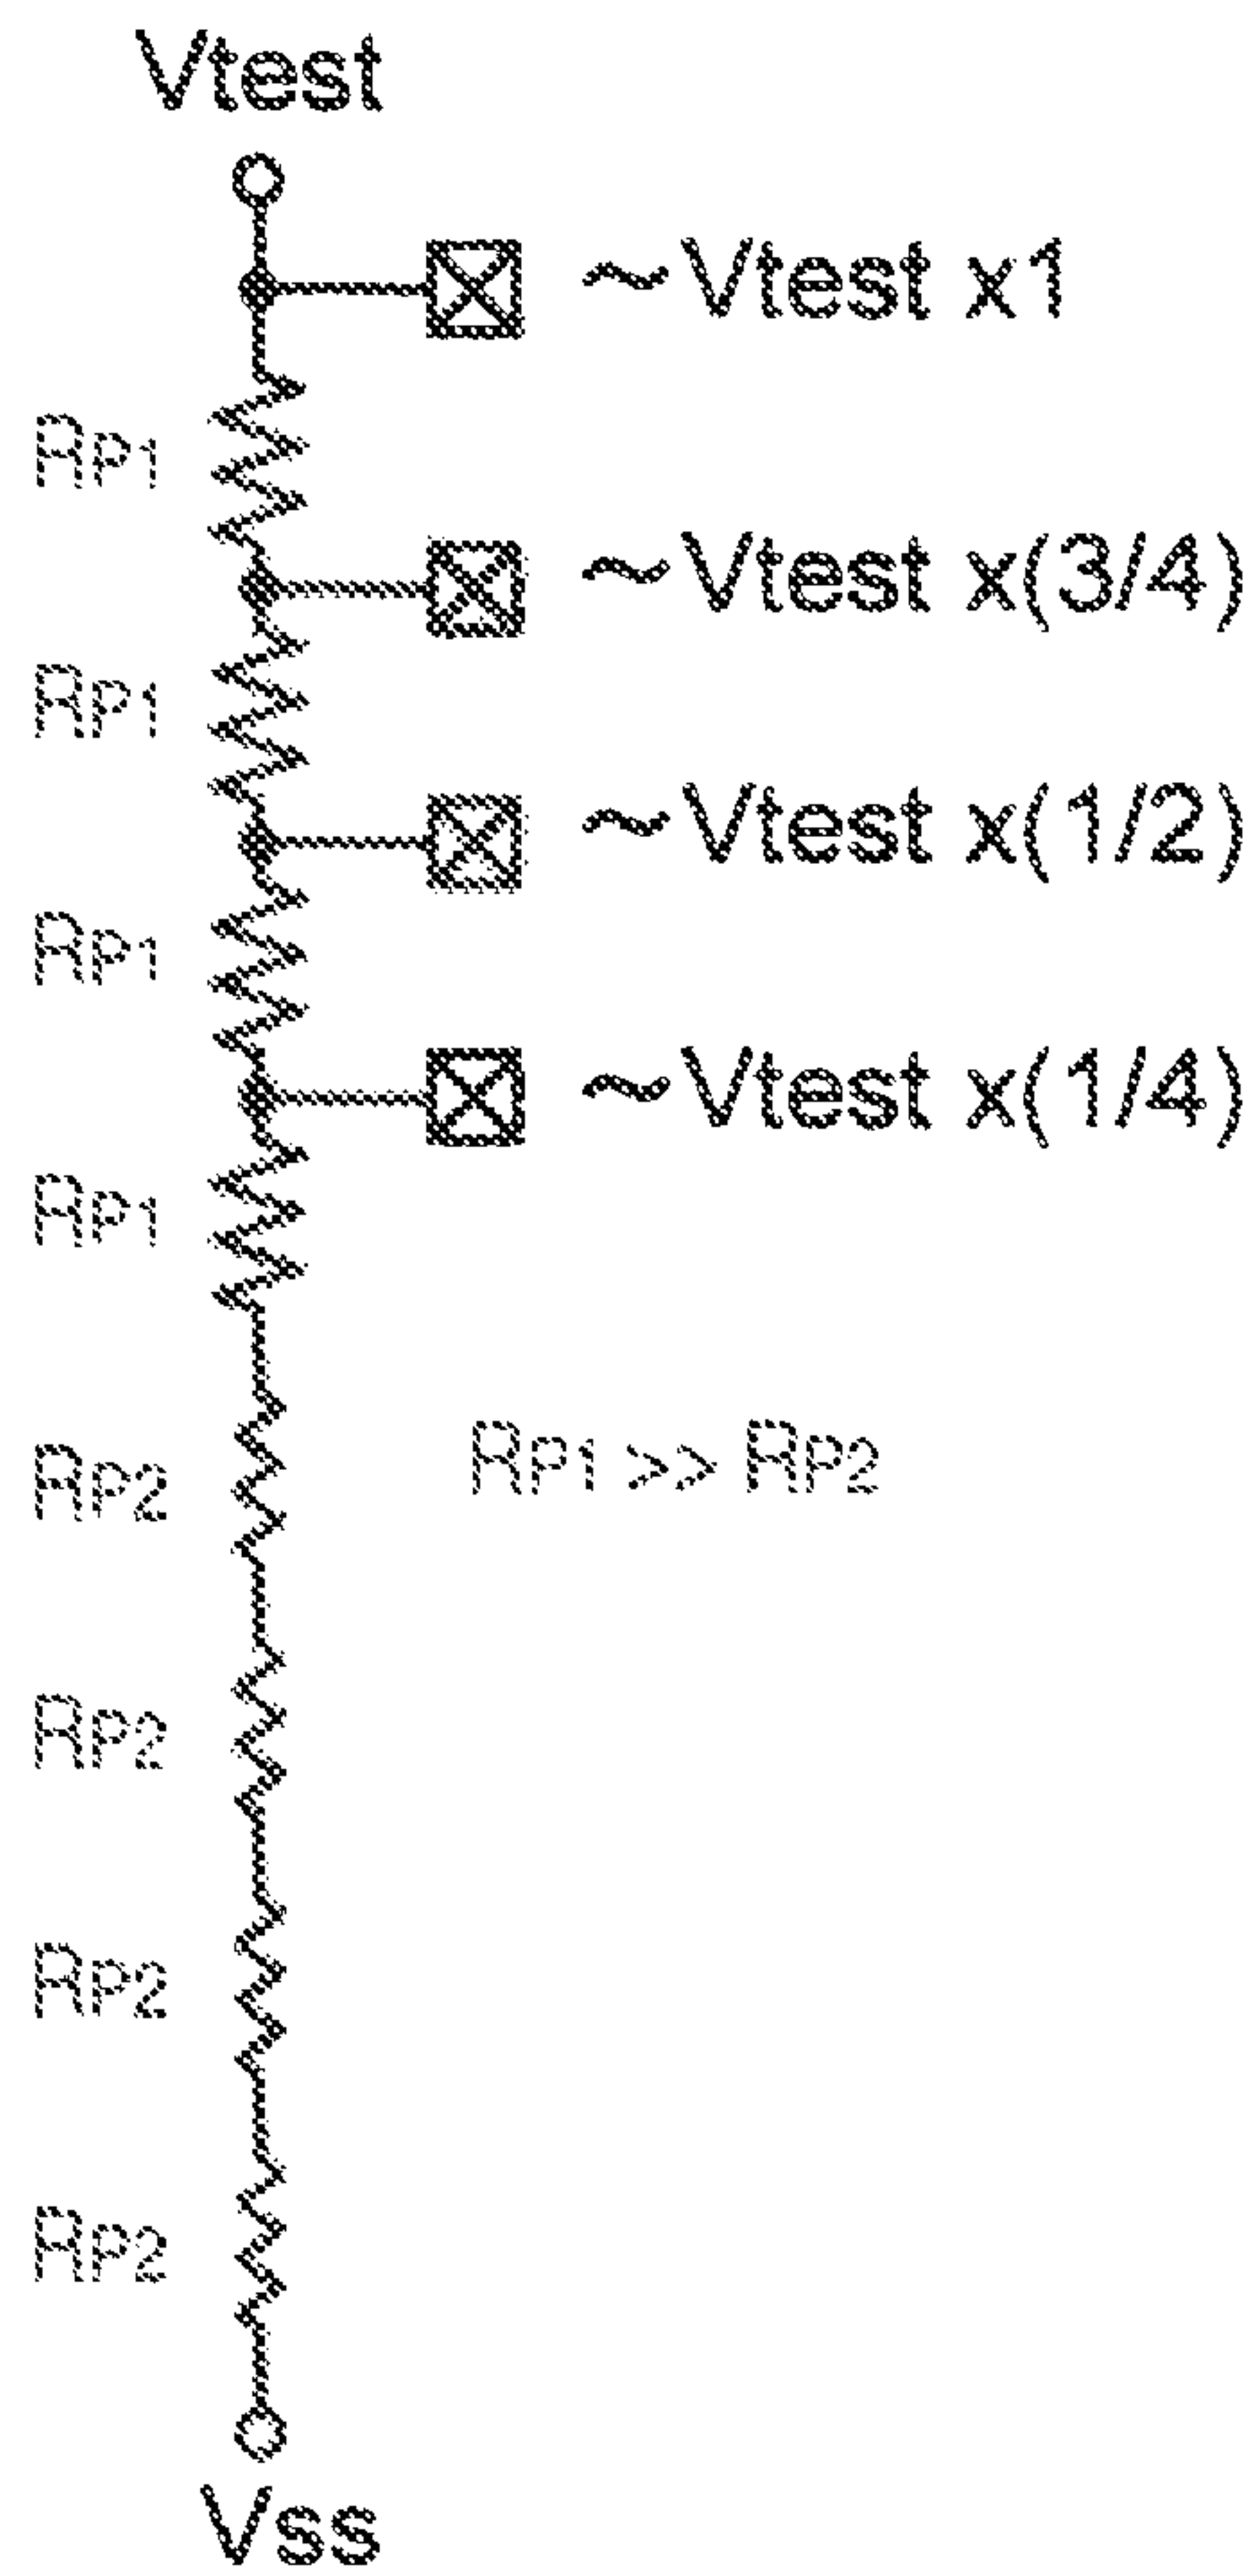 Vtest
~Vtest x1
RP1
~Vtest x(3/4)
RP1
~Vtest x(1/2)
RP1
~Vtest x(1/4)
RP1
RP2
RP1 >> RP2
RP2
RP2
RP2
Vss